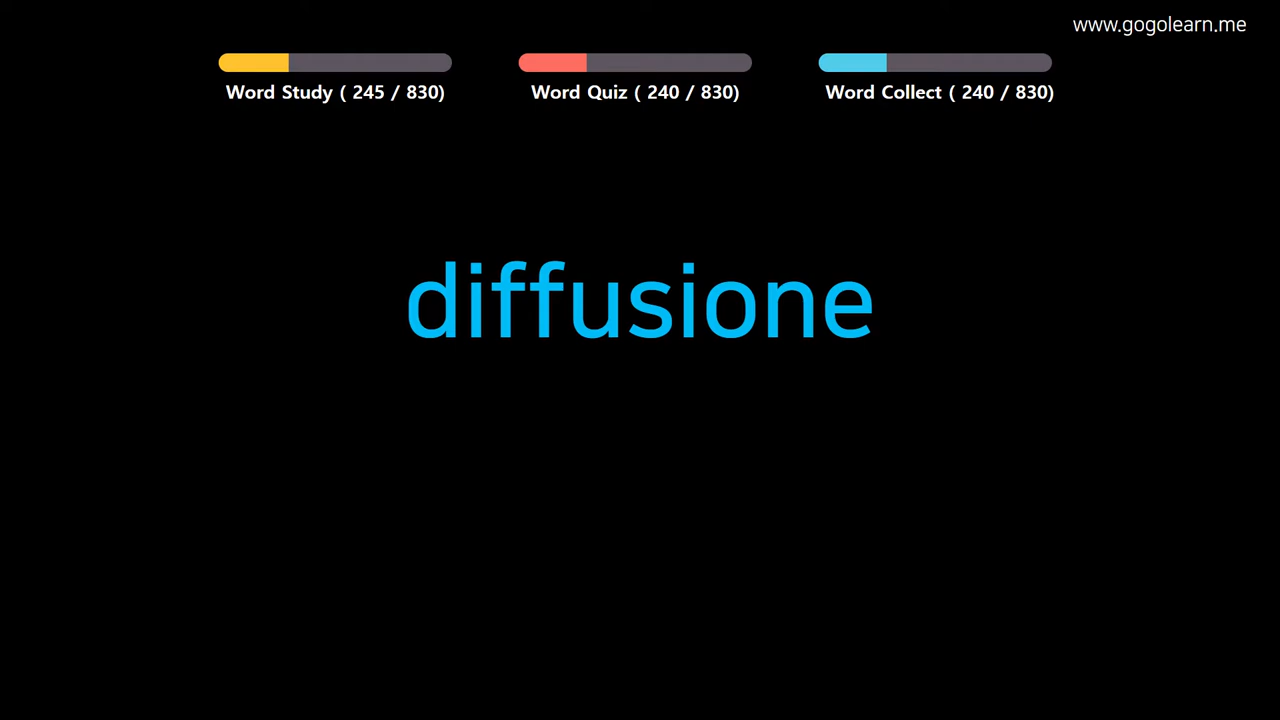 www.gogolearn.me
Word Study ( 245 / 830)
Word Quiz ( 240 / 830)
Word Collect ( 240 / 830)
diffusione